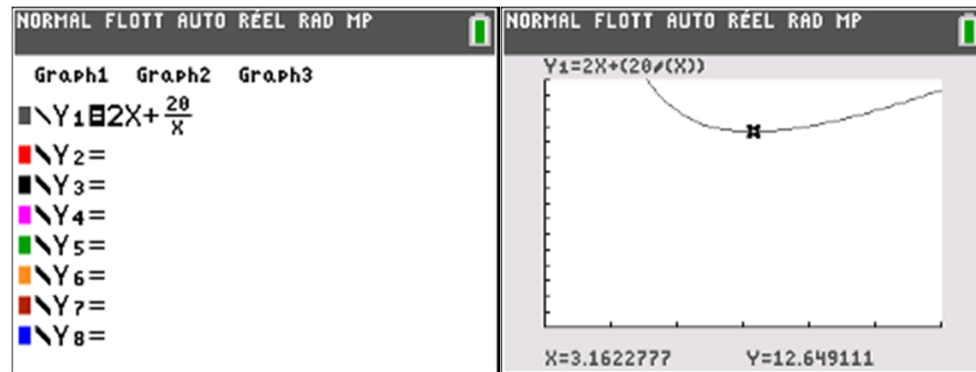 NORMAL FLOTT AUTO RÉEL RAD MP
Graph1 Graph2 Graph3
\Y1=2X+20/X
\Y2=
\Y3=
\Y4=
\Y5=
\Y6=
\Y7=
\Y8=
NORMAL FLOTT AUTO RÉEL RAD MP
Y1=2X+(20/(X))
X=3.1622777 Y=12.649111